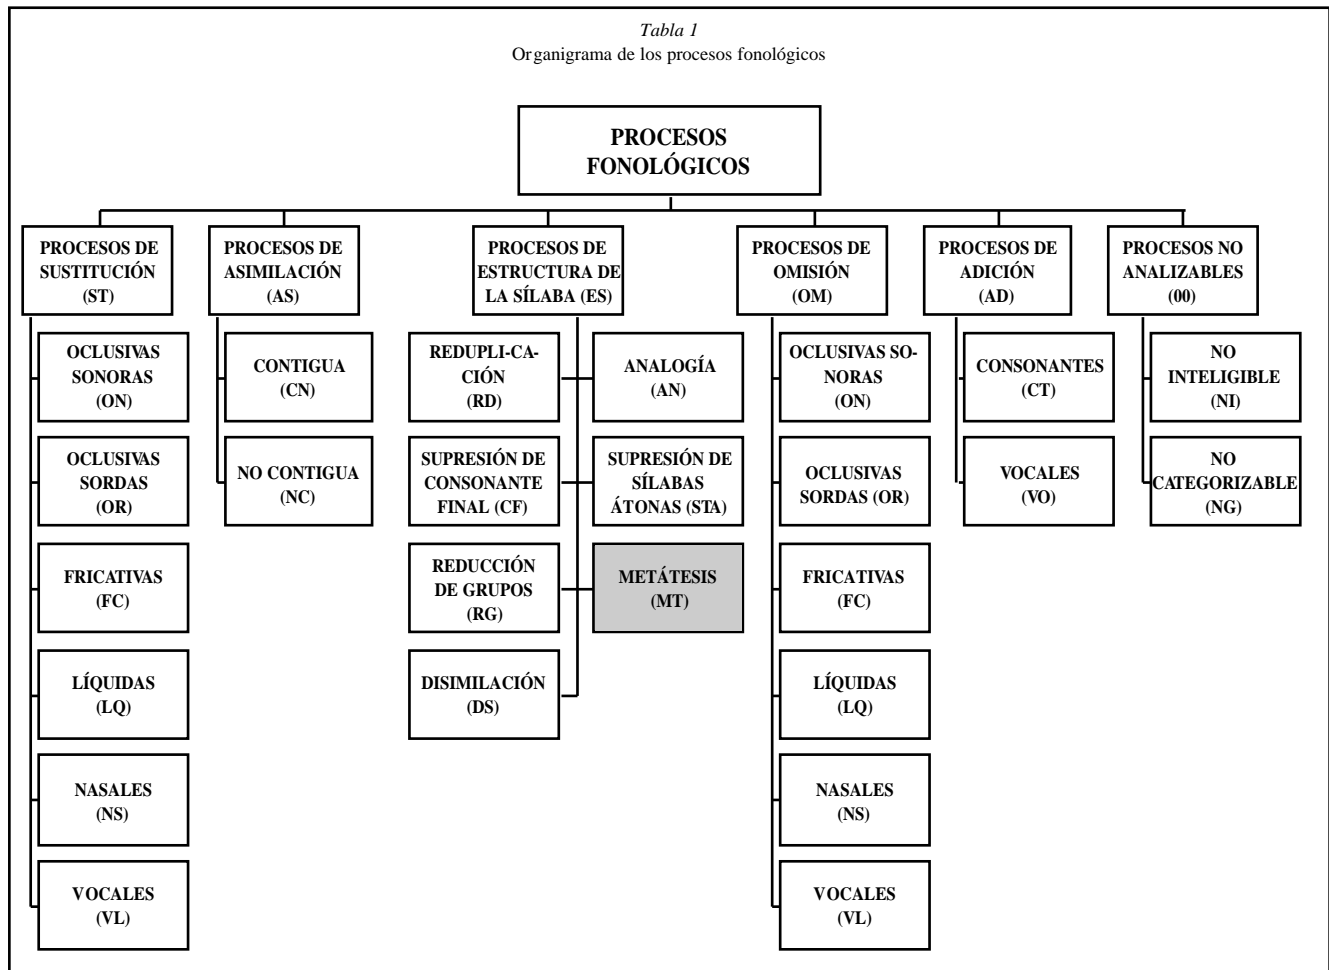 Tabla 1
Organigrama de los procesos fonológicos
PROCESOS
FONOLÓGICOS
PROCESOS DE
SUSTITUCIÓN
(ST)
OCLUSIVAS
SONORAS
(ON)
OCLUSIVAS
SORDAS
(OR)
FRICATIVAS
(FC)
LÍQUIDAS
(LQ)
NASALES
(NS)
VOCALES
(VL)
PROCESOS DE
ASIMILACIÓN
(AS)
CONTIGUA
(CN)
NO CONTIGUA
(NC)
PROCESOS DE
ESTRUCTURA DE
LA SÍLABA (ES)
REDUPLI-CA-
CIÓN
(RD)
SUPRESIÓN DE
CONSONANTE
FINAL (CF)
REDUCCIÓN
DE GRUPOS
(RG)
DISIMILACIÓN
(DS)
ANALOGÍA
(AN)
SUPRESIÓN DE
SÍLABAS
ÁTONAS (STA)
METÁTESIS
(MT)
PROCESOS DE
OMISIÓN
(OM)
OCLUSIVAS SO-
NORAS
(ON)
OCLUSIVAS
SORDAS (OR)
FRICATIVAS
(FC)
LÍQUIDAS
(LQ)
NASALES
(NS)
VOCALES
(VL)
PROCESOS DE
ADICIÓN
(AD)
CONSONANTES
(CT)
VOCALES
(VO)
PROCESOS NO
ANALIZABLES
(00)
NO
INTELIGIBLE
(NI)
NO
CATEGORIZABLE
(NG)